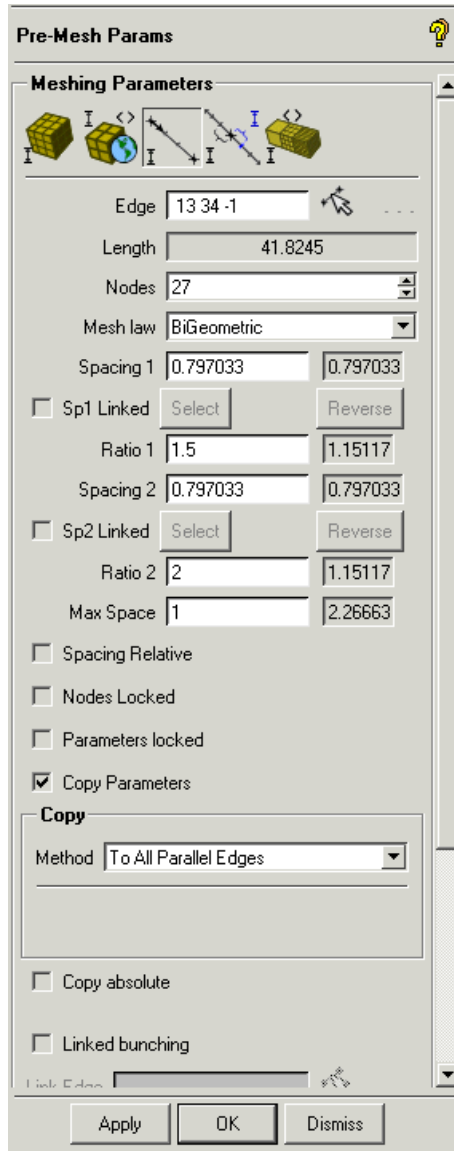 Pre-Mesh Params
Meshing Parameters
Edge 13 34 -1 ...
Length 41.8245
Nodes 27
Mesh law BiGeometric
Spacing 1 0.797033 0.797033
Sp1 Linked Select Reverse
Ratio 1 1.5 1.15117
Spacing 2 0.797033 0.797033
Sp2 Linked Select Reverse
Ratio 2 2 1.15117
Max Space 1 2.26663
Spacing Relative
Nodes Locked
Parameters locked
Copy Parameters
Copy
Method To All Parallel Edges
Copy absolute
Linked bunching
Link Edge
Apply OK Dismiss